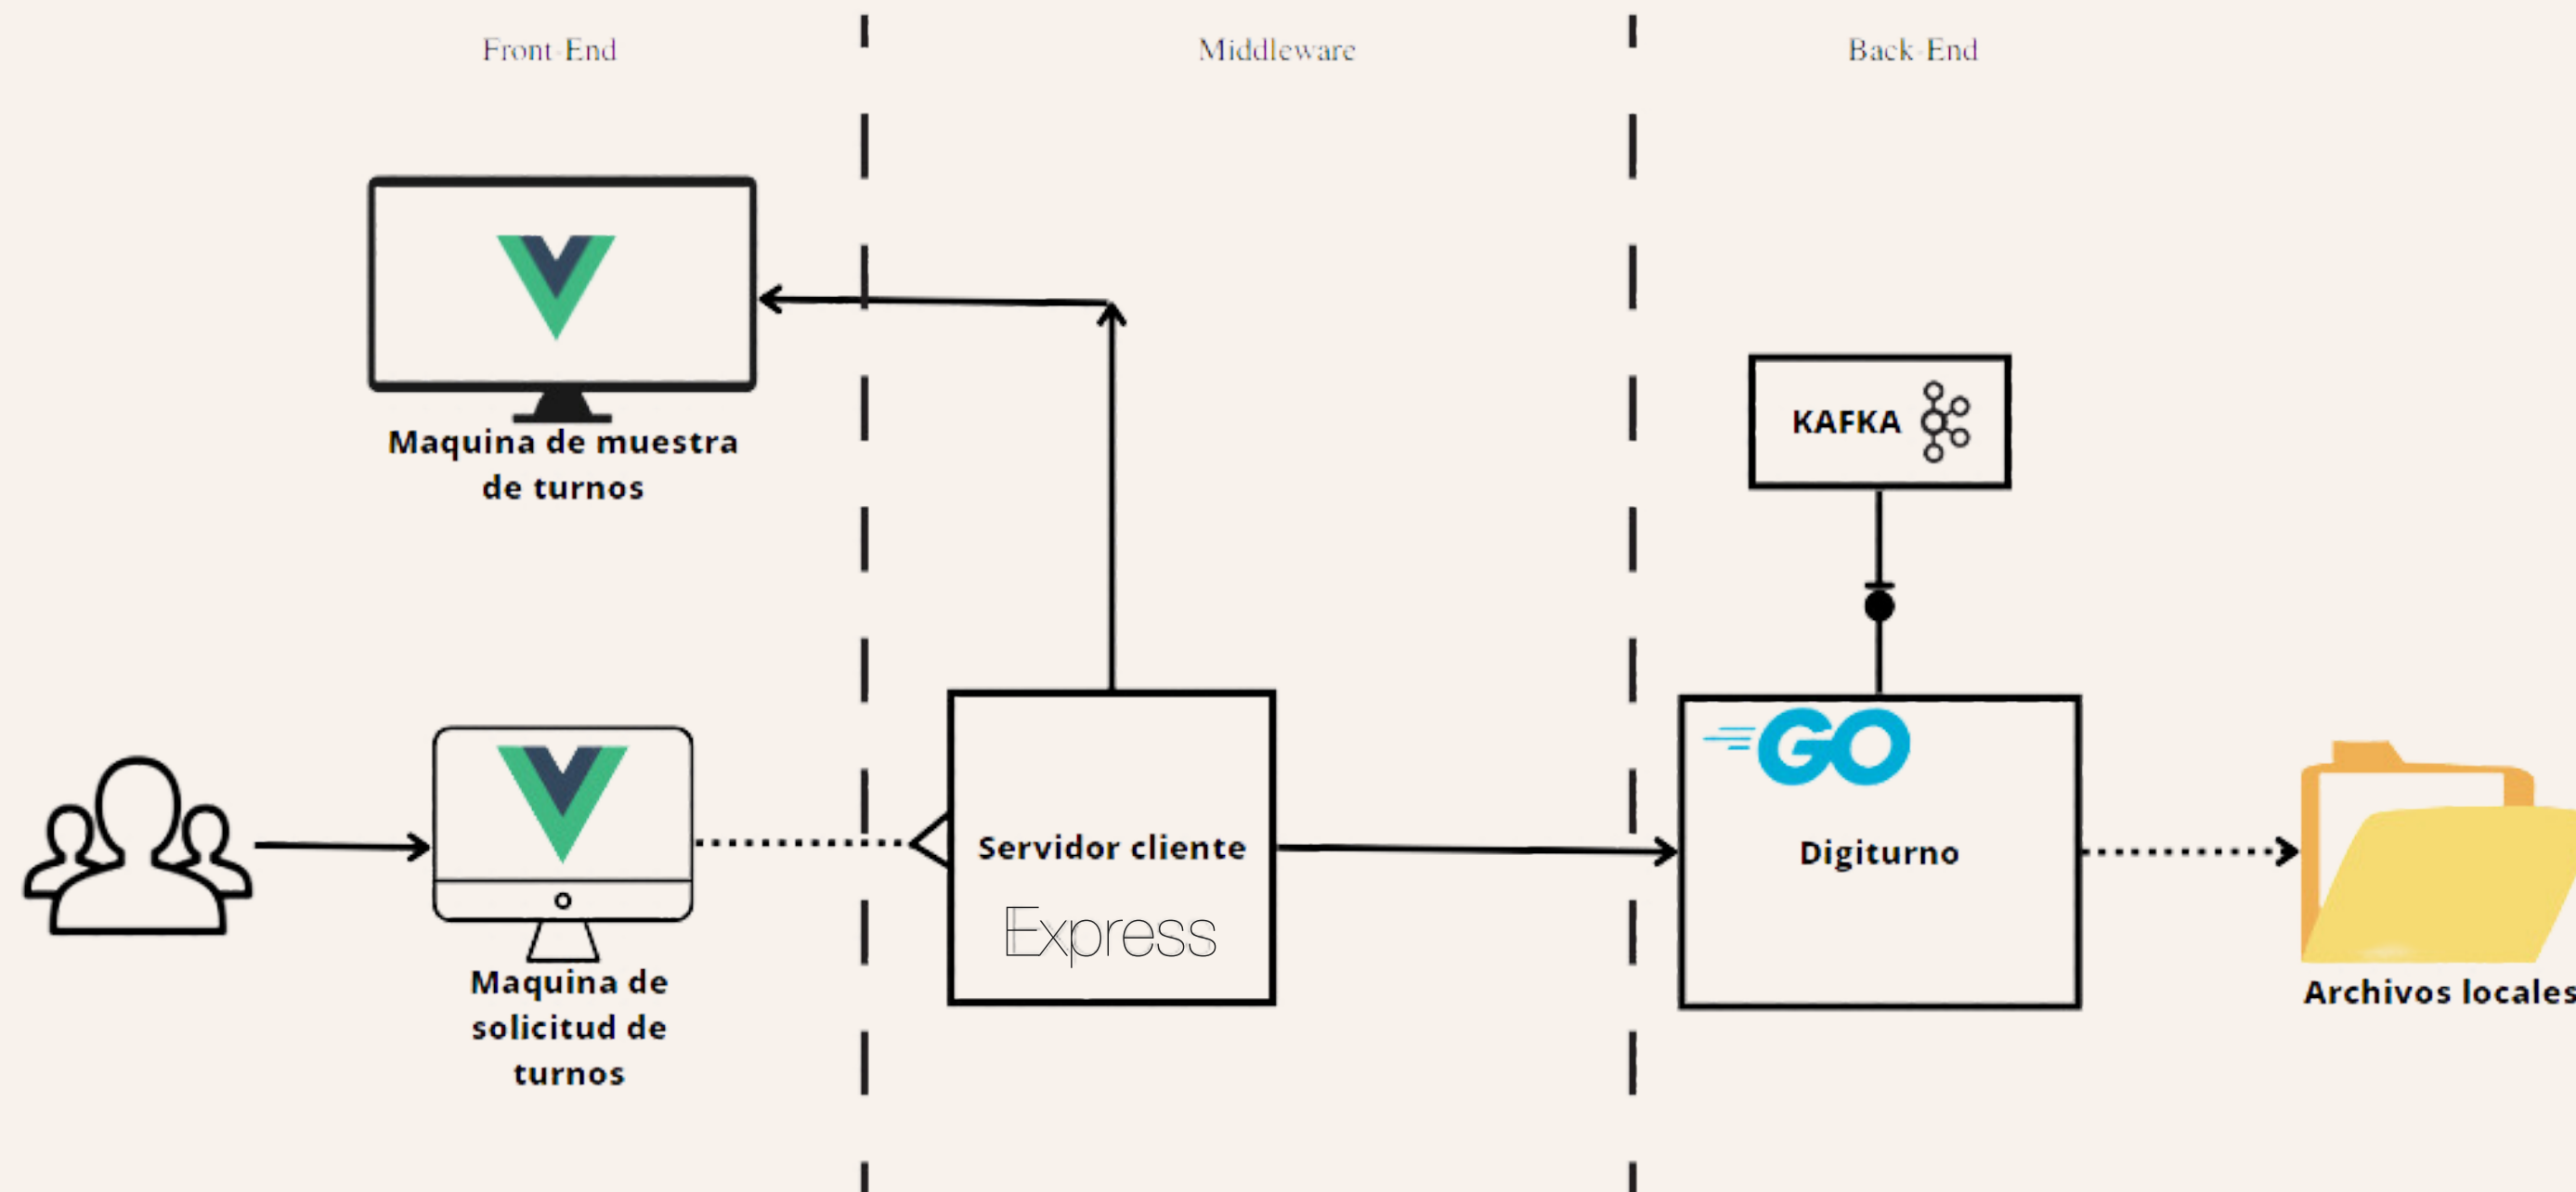 Front-End
Middleware
Back-End
Maquina de muestra
de turnos
KAFKA
GO
Servidor cliente
Express
Digiturno
Maquina de
solicitud de
turnos
Archivos locales